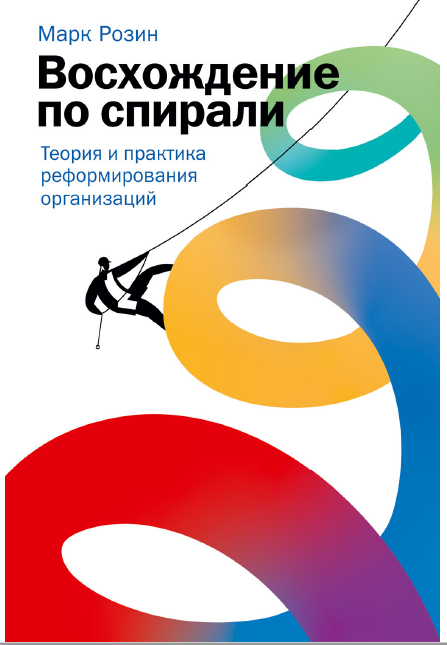 Марк Розин
Восхождение
по спирали
Теория и практика
реформирования
организаций